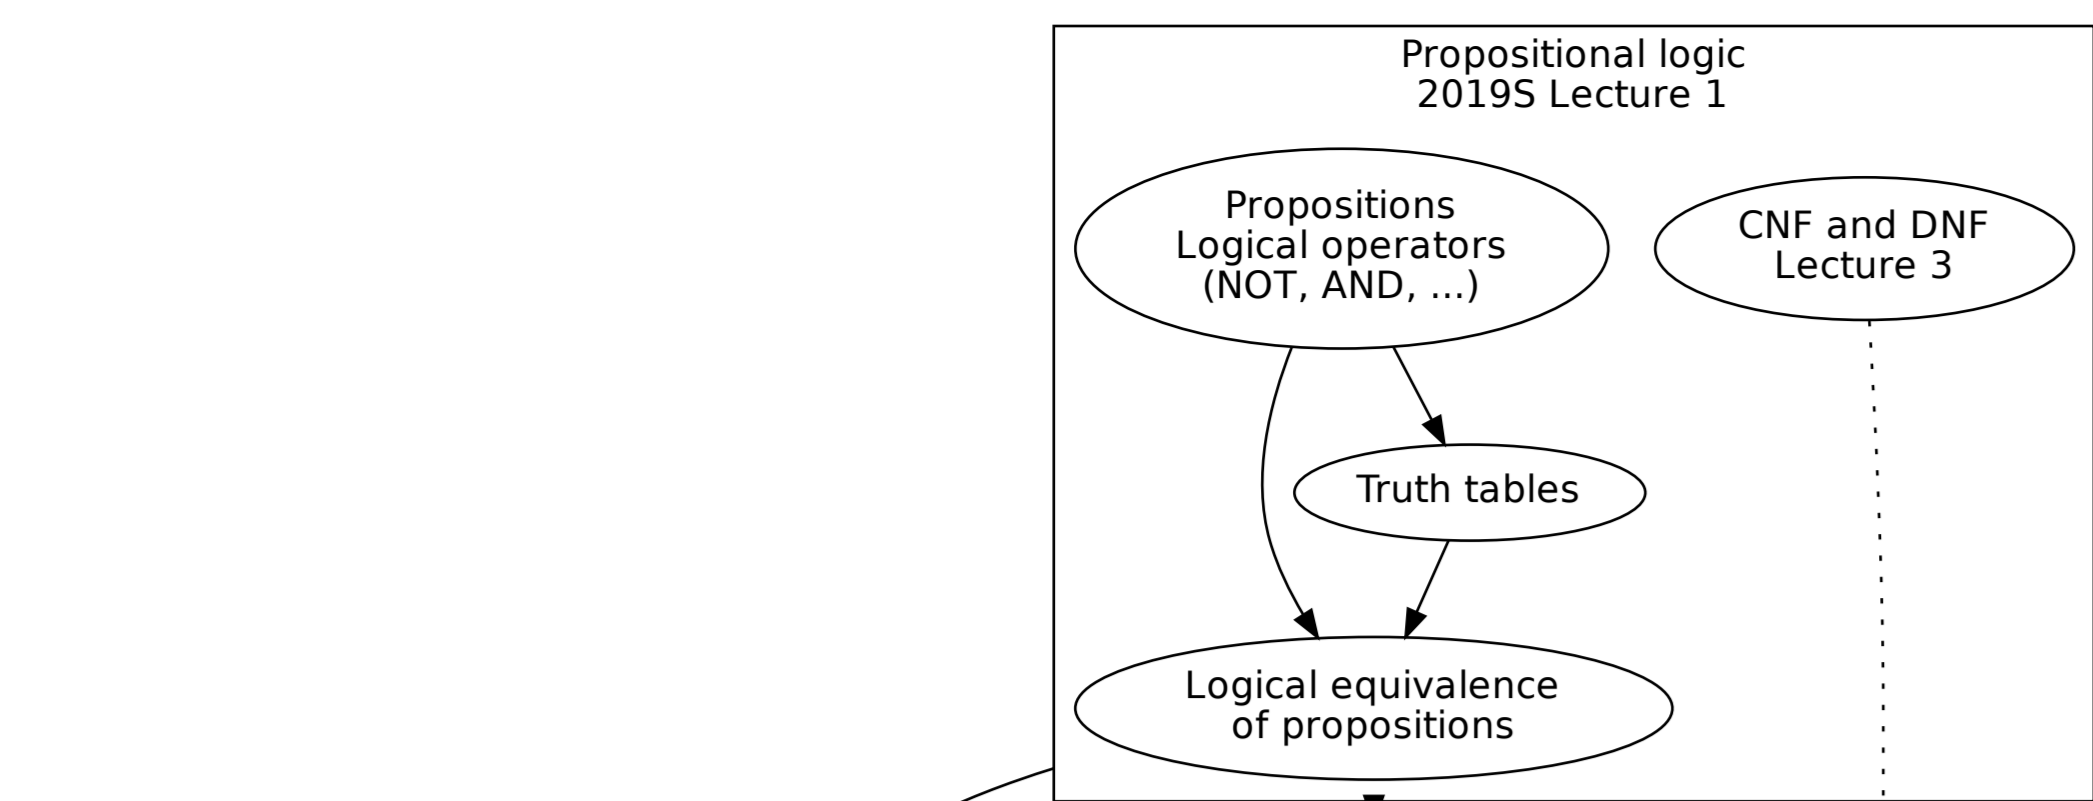 Propositional logic
2019S Lecture 1
Propositions
Logical operators
(NOT, AND, ...)
CNF and DNF
Lecture 3
Truth tables
Logical equivalence
of propositions